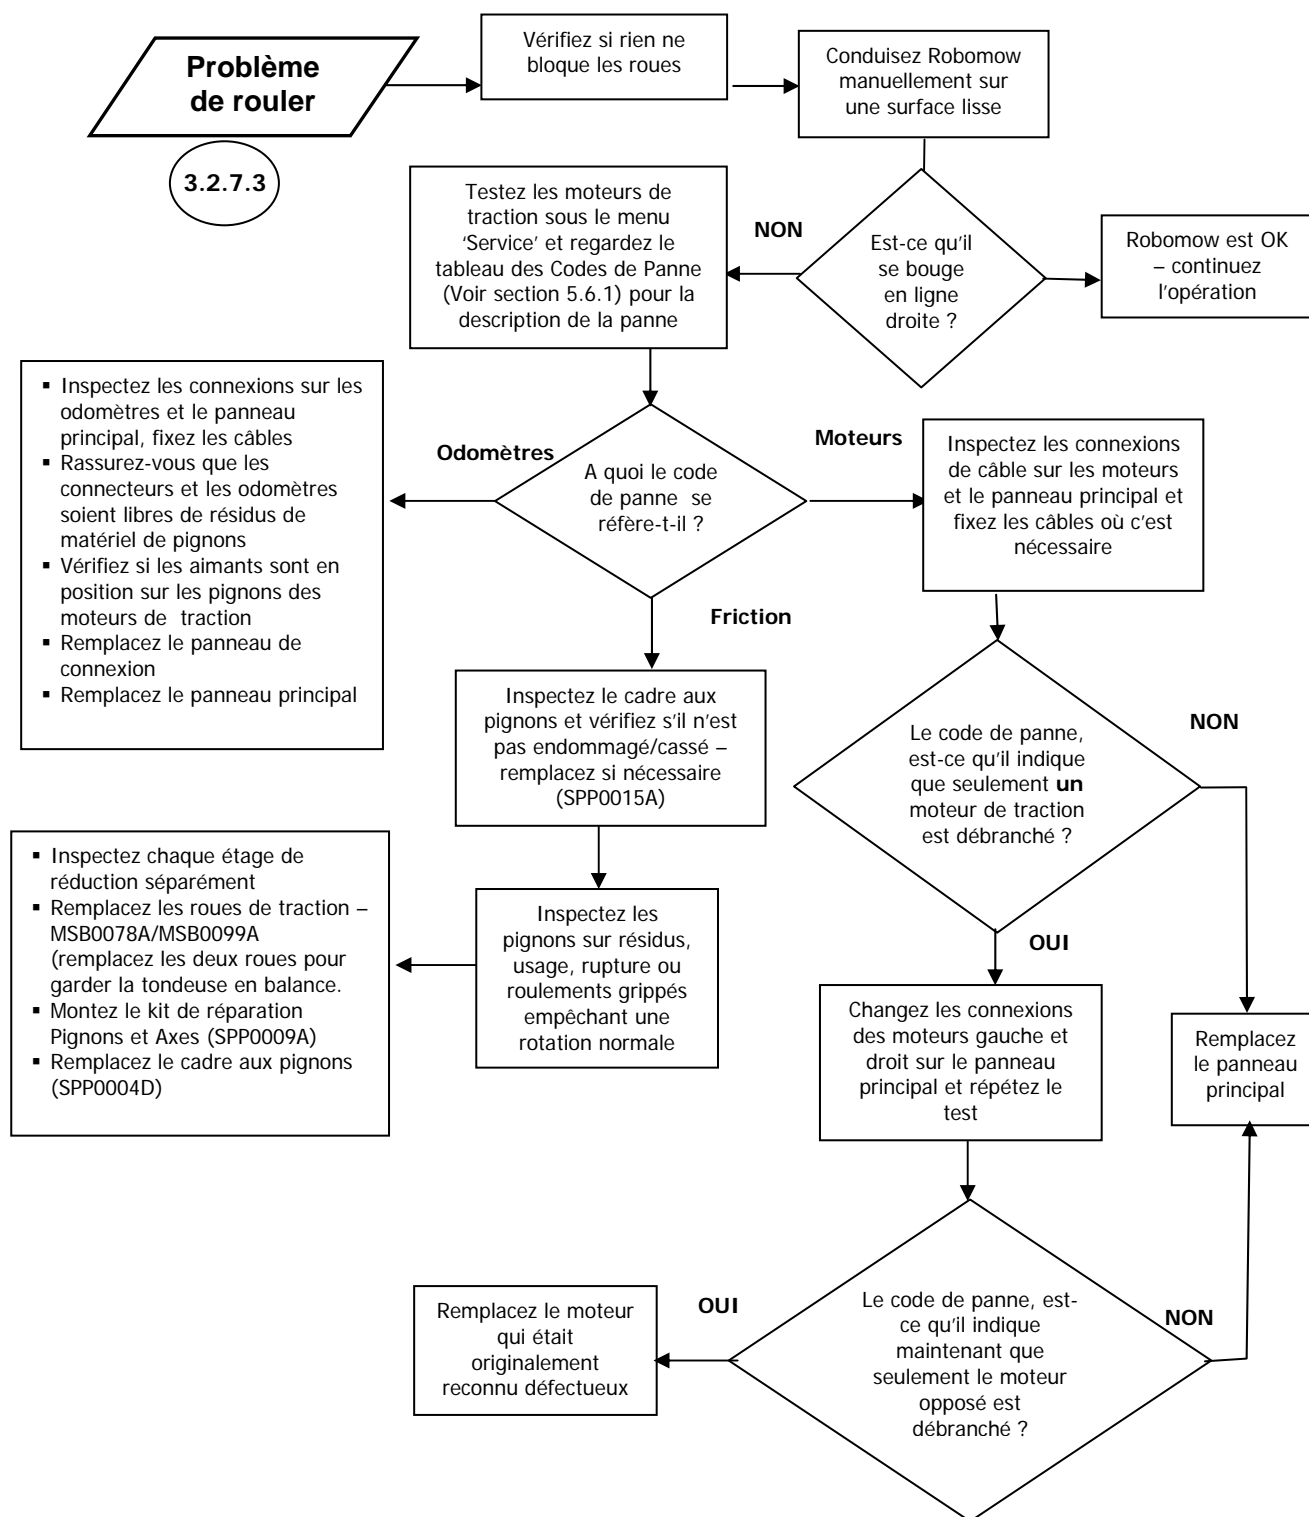 Problème
de rouler
3.2.7.3
Vérifiez si rien ne
bloque les roues
Conduisez Robomow
manuellement sur
une surface lisse
Est-ce qu'il
se bouge
en ligne
droite ?
Robomow est OK
– continuez
l'opération
NON
Testez les moteurs de
traction sous le menu
‘Service’ et regardez le
tableau des Codes de Panne
(Voir section 5.6.1) pour la
description de la panne
A quoi le code
de panne se
réfère-t-il ?
Odomètres
▪ Inspectez les connexions sur les
odomètres et le panneau
principal, fixez les câbles
▪ Rassurez-vous que les
connecteurs et les odomètres
soient libres de résidus de
matériel de pignons
▪ Vérifiez si les aimants sont en
position sur les pignons des
moteurs de traction
▪ Remplacez le panneau de
connexion
▪ Remplacez le panneau principal
Moteurs
Inspectez les connexions
de câble sur les moteurs
et le panneau principal et
fixez les câbles où c'est
nécessaire
Friction
Inspectez le cadre aux
pignons et vérifiez s'il n'est
pas endommagé/cassé –
remplacez si nécessaire
(SPP0015A)
Inspectez les
pignons sur résidus,
usage, rupture ou
roulements grippés
empêchant une
rotation normale
▪ Inspectez chaque étage de
réduction séparément
▪ Remplacez les roues de traction –
MSB0078A/MSB0099A
(remplacez les deux roues pour
garder la tondeuse en balance.
▪ Montez le kit de réparation
Pignons et Axes (SPP0009A)
▪ Remplacez le cadre aux pignons
(SPP0004D)
Le code de panne,
est-ce qu'il indique
que seulement un
moteur de traction
est débranché ?
NON
OUI
Changez les connexions
des moteurs gauche et
droit sur le panneau
principal et répétez le
test
Remplacez
le panneau
principal
Le code de panne, est-
ce qu'il indique
maintenant que
seulement le moteur
opposé est
débranché ?
OUI
NON
Remplacez le moteur
qui était
originalement
reconnu défectueux